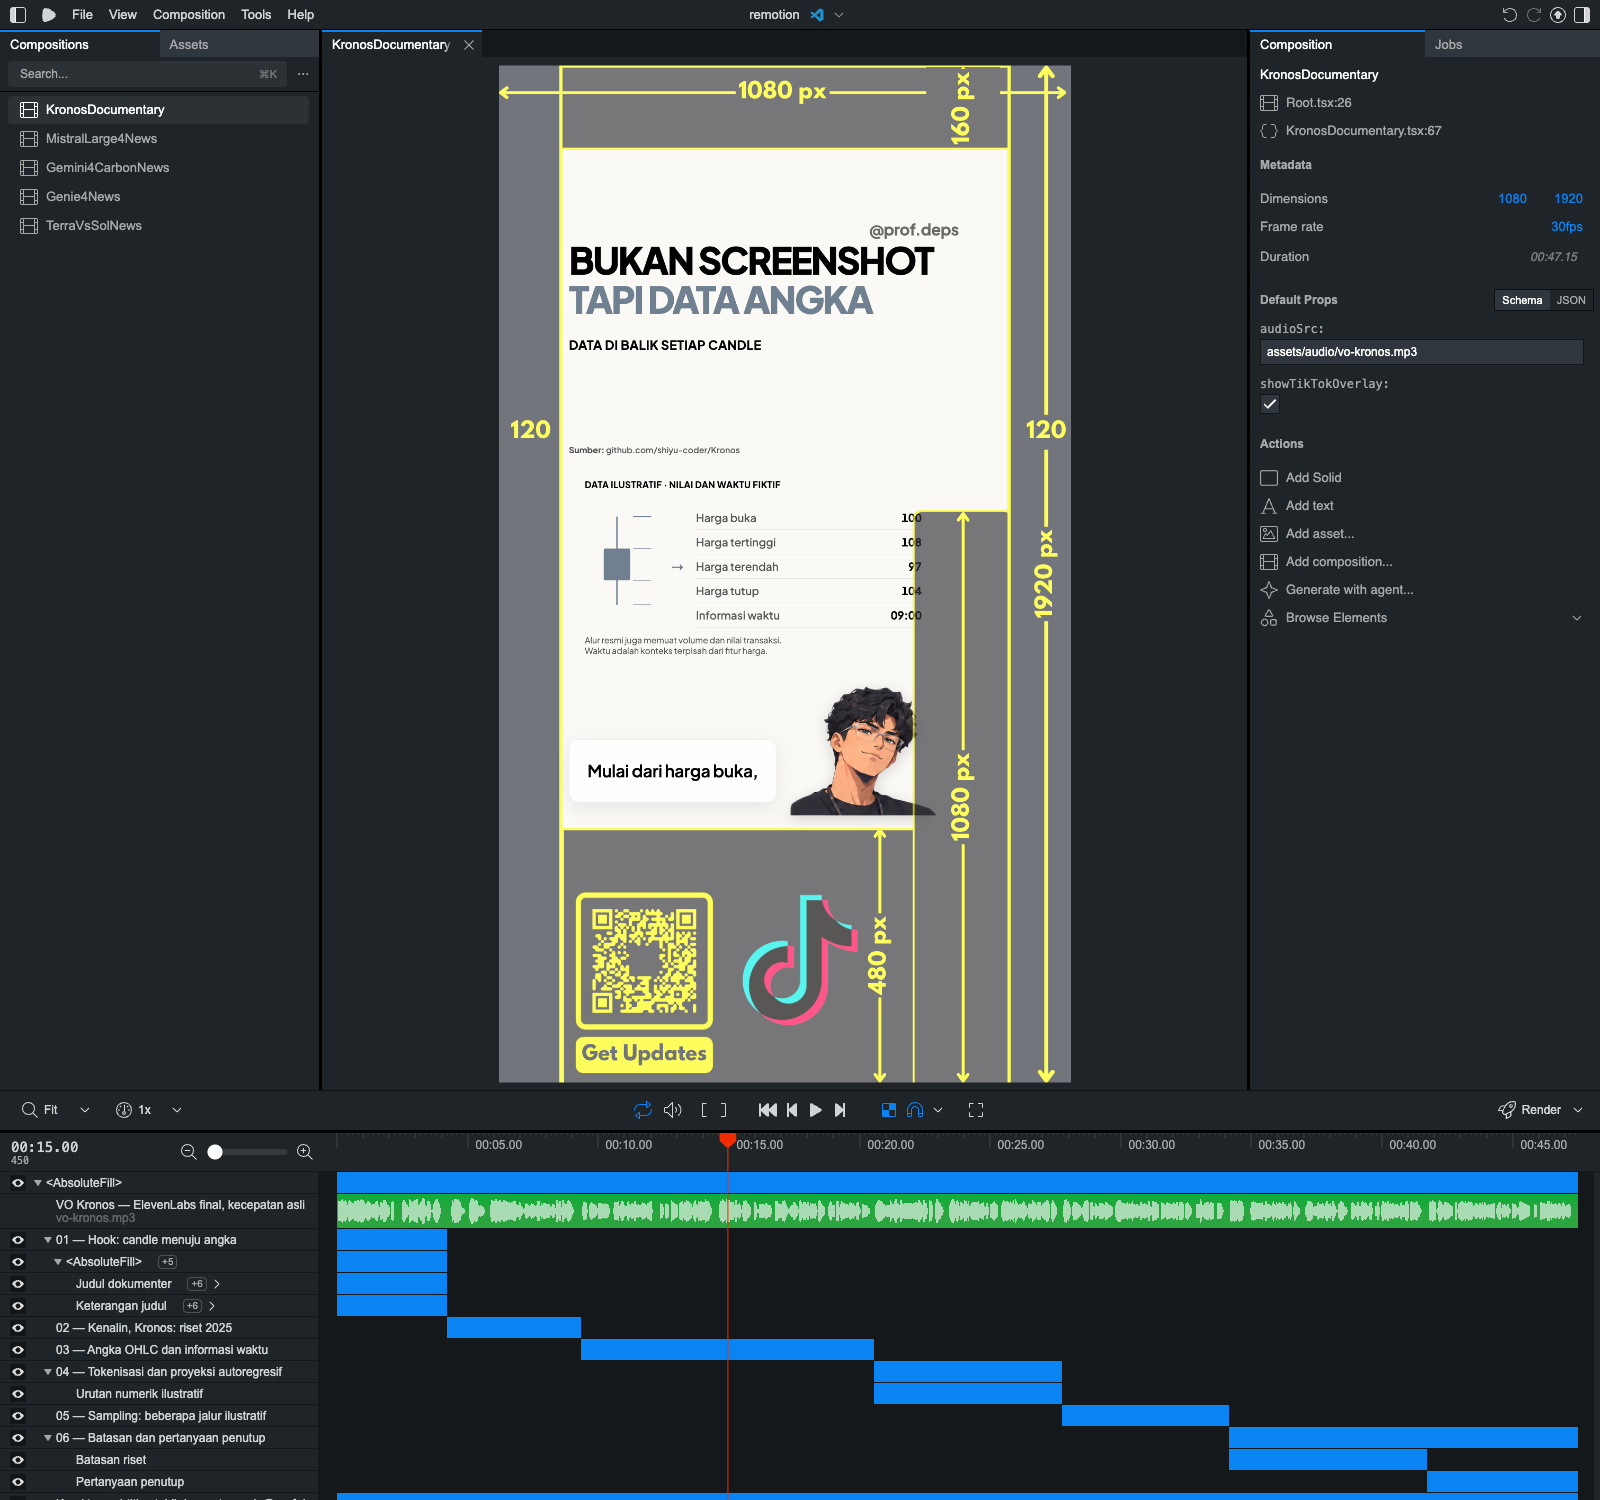 File View Composition Tools Help
remotion
Compositions Assets
Search... ⌘K
KronosDocumentary
MistralLarge4News
Gemini4CarbonNews
Genie4News
TerraVsSolNews
KronosDocumentary
1080 px
160 px
@prof.deps
BUKAN SCREENSHOT
TAPI DATA ANGKA
DATA DI BALIK SETIAP CANDLE
120
120
Sumber: github.com/shiyu-coder/Kronos
DATA ILUSTRATIF · NILAI DAN WAKTU FIKTIF
Harga buka 100
Harga tertinggi 108
Harga terendah 97
Harga tutup 104
Informasi waktu 09:00
Alur resmi juga memuat volume dan nilai transaksi.
Waktu adalah konteks terpisah dari fitur harga.
1920 px
Mulai dari harga buka,
1080 px
480 px
Get Updates
Composition Jobs
KronosDocumentary
Root.tsx:26
KronosDocumentary.tsx:67
Metadata
Dimensions 1080 1920
Frame rate 30fps
Duration 00:47.15
Default Props Schema JSON
audioSrc:
assets/audio/vo-kronos.mp3
showTikTokOverlay:
Actions
Add Solid
Add text
Add asset...
Add composition...
Generate with agent...
Browse Elements
Fit 1x Render
00:15.00
450
00:05.00 00:10.00 00:15.00 00:20.00 00:25.00 00:30.00 00:35.00 00:40.00 00:45.00
<AbsoluteFill>
VO Kronos — ElevenLabs final, kecepatan asli
vo-kronos.mp3
01 — Hook: candle menuju angka
<AbsoluteFill> +5
Judul dokumenter +6
Keterangan judul +6
02 — Kenalin, Kronos: riset 2025
03 — Angka OHLC dan informasi waktu
04 — Tokenisasi dan proyeksi autoregresif
Urutan numerik ilustratif
05 — Sampling: beberapa jalur ilustratif
06 — Batasan dan pertanyaan penutup
Batasan riset
Pertanyaan penutup